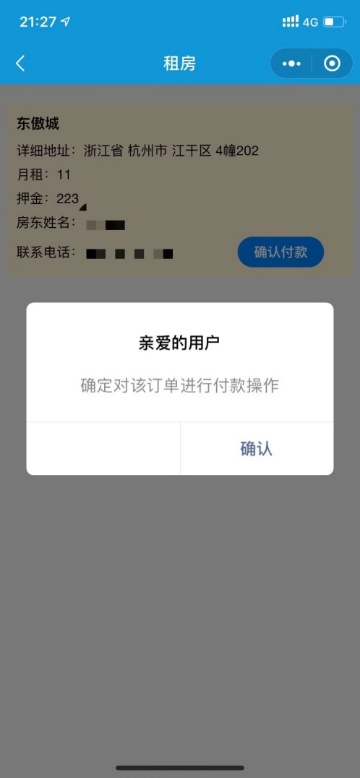 21:27
4G
租房
东傲城
详细地址：浙江省 杭州市 江干区 4幢202
月租：11
押金：223
房东姓名：
联系电话：
确认付款
亲爱的用户
确定对该订单进行付款操作
确认